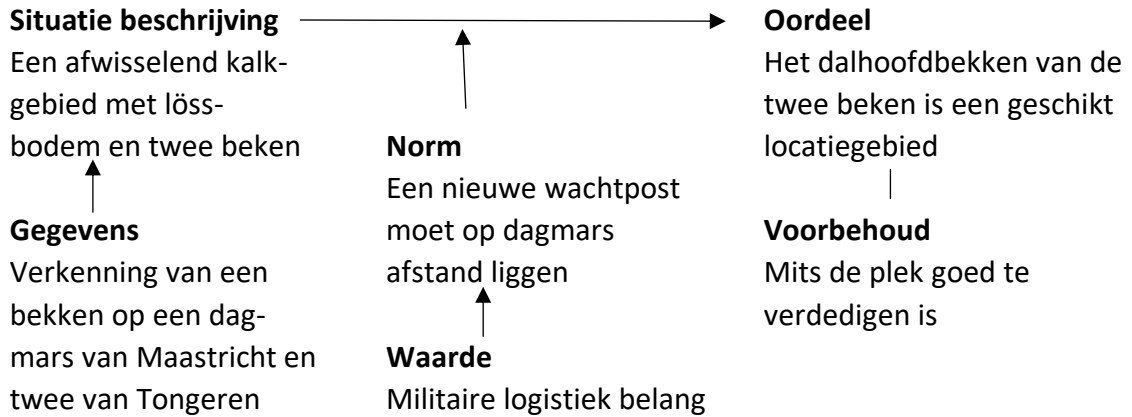 Situatie beschrijving
Een afwisselend kalk-
gebied met löss-
bodem en twee beken
Gegevens
Verkenning van een
bekken op een dag-
mars van Maastricht en
twee van Tongeren
Norm
Een nieuwe wachtpost
moet op dagmars
afstand liggen
Waarde
Militaire logistiek belang
Oordeel
Het dalhoofdbekken van de
twee beken is een geschikt
locatiegebied
Voorbehoud
Mits de plek goed te
verdedigen is